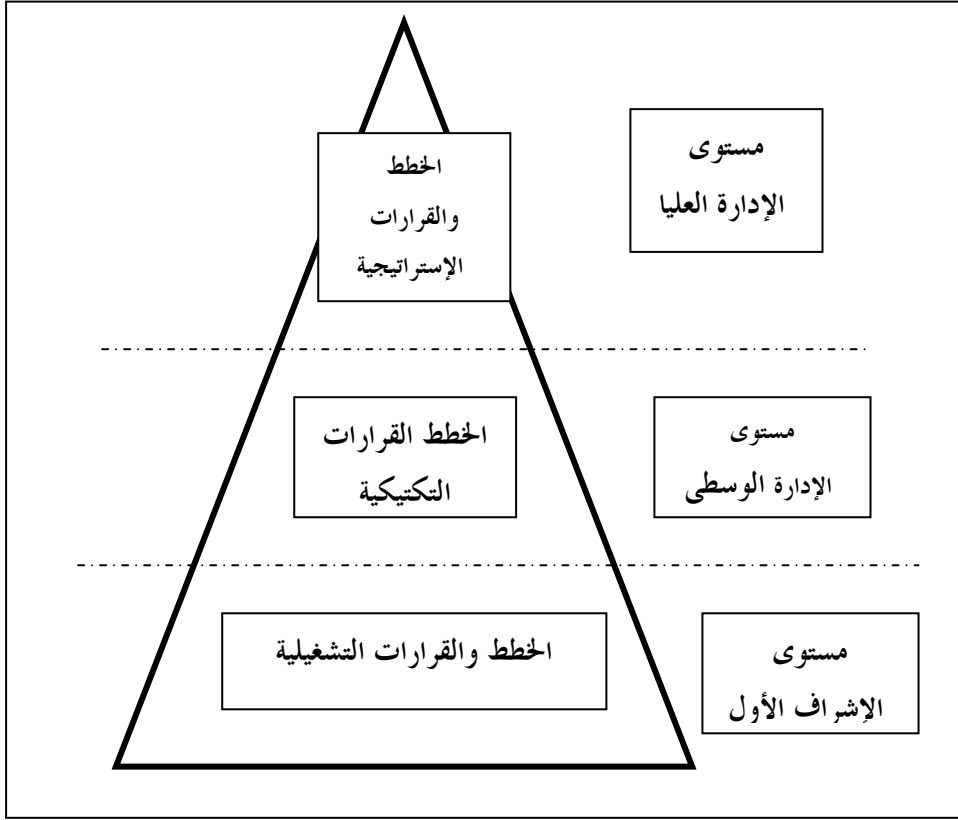 مستوى
الإدارة العليا
الخطط
والقرارات
الإستراتيجية
مستوى
الإدارة الوسطى
الخطط القرارات
التكتيكية
مستوى
الإشراف الأول
الخطط والقرارات التشغيلية